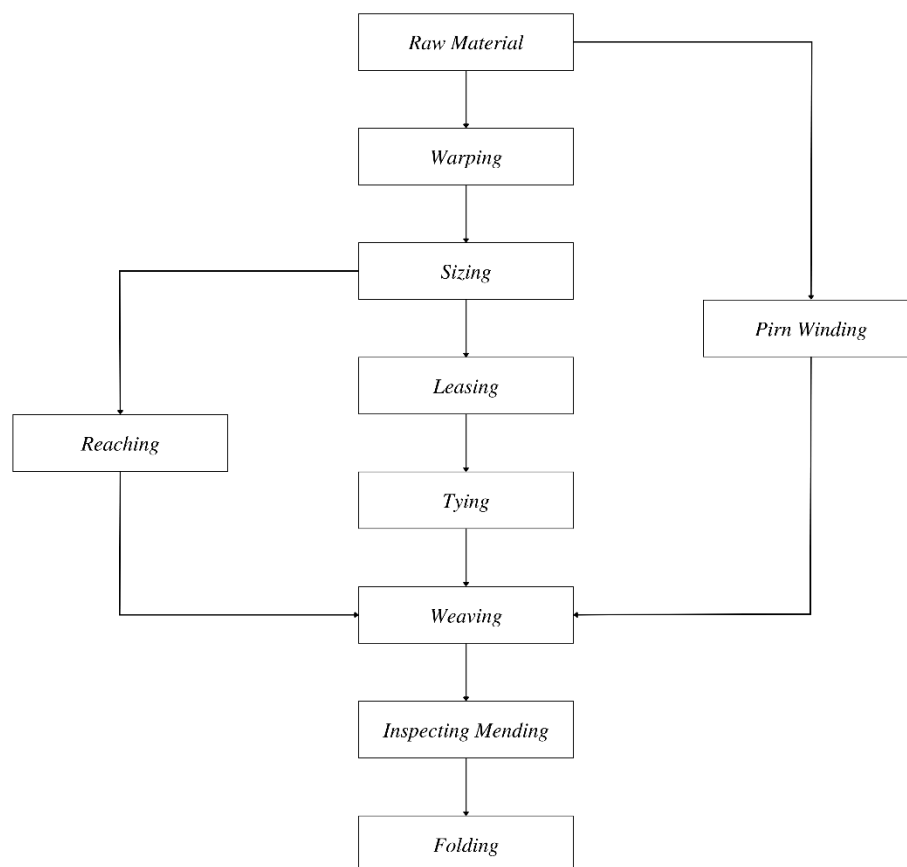 Raw Material
Warping
Sizing
Pirn Winding
Leasing
Reaching
Tying
Weaving
Inspecting Mending
Folding